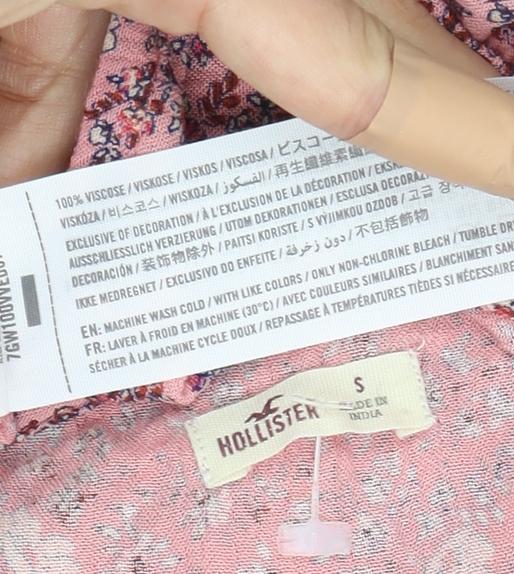 100% VISCOSE / VISKOSE / VISKOS / VISCOSA / ビスコー
VISKÓZA / 비스코스 / WISKOZA / الفسكوز / 再生纖維素纖
EXCLUSIVE OF DECORATION / À L'EXCLUSION DE LA DÉCORATION / EKSK
AUSSCHLIESSLICH VERZIERUNG / UTOM DEKORATIONEN / ESCLUSA DECORAZ
DECORACIÓN / 装饰物除外 / PAITSI KORISTE / S VÝJIMKOU OZDOB / 고급 장식
IKKE MEDREGNET / EXCLUSIVO DO ENFEITE / دون زخرفة / 不包括飾物
EN: MACHINE WASH COLD / WITH LIKE COLORS / ONLY NON-CHLORINE BLEACH / TUMBLE DR
FR: LAVER À FROID EN MACHINE (30°C) / AVEC COULEURS SIMILAIRES / BLANCHIMENT SAN
SÉCHER À LA MACHINE CYCLE DOUX / REPASSAGE À TEMPÉRATURES TIÈDES SI NÉCESSAIRE
HOLLISTER
S
MADE IN
INDIA